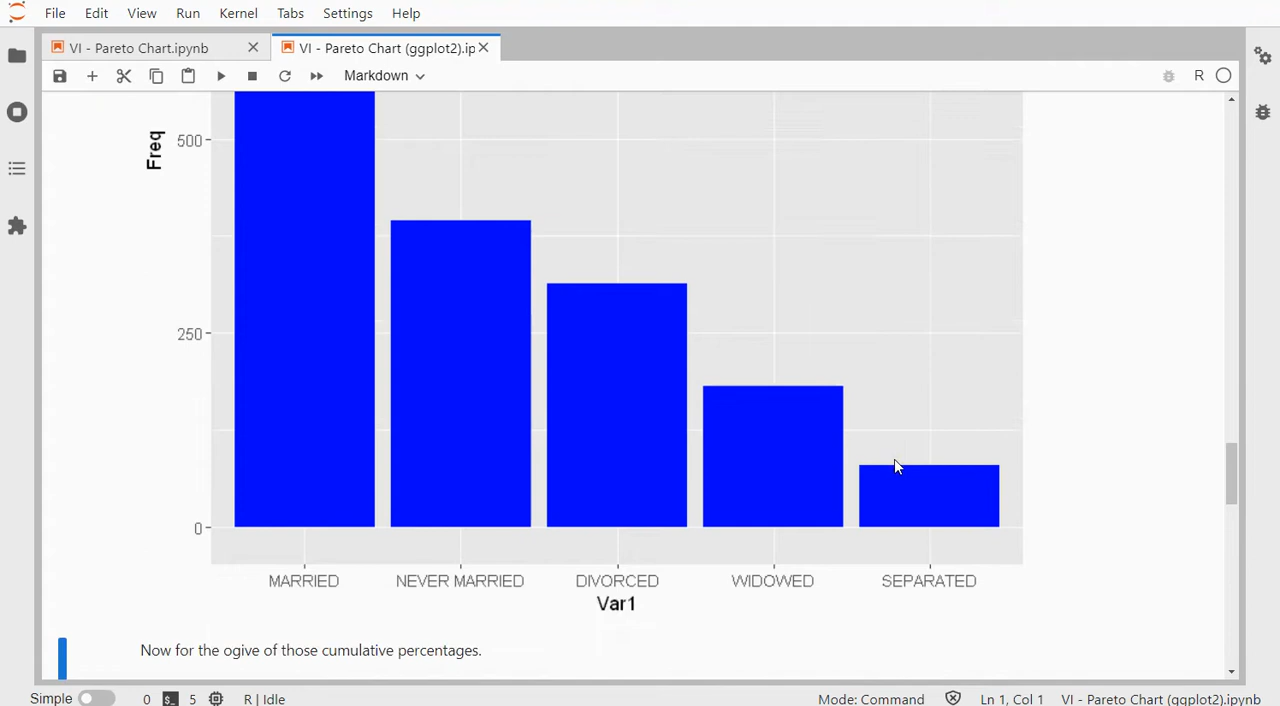 File Edit View Run Kernel Tabs Settings Help
VI - Pareto Chart.ipynb VI - Pareto Chart (ggplot2).ip
Markdown R
500
Freq
250
0
MARRIED NEVER MARRIED DIVORCED WIDOWED SEPARATED
Var1
Now for the ogive of those cumulative percentages.
Simple 0 $_ 5 R | Idle Mode: Command Ln 1, Col 1 VI - Pareto Chart (ggplot2).ipynb